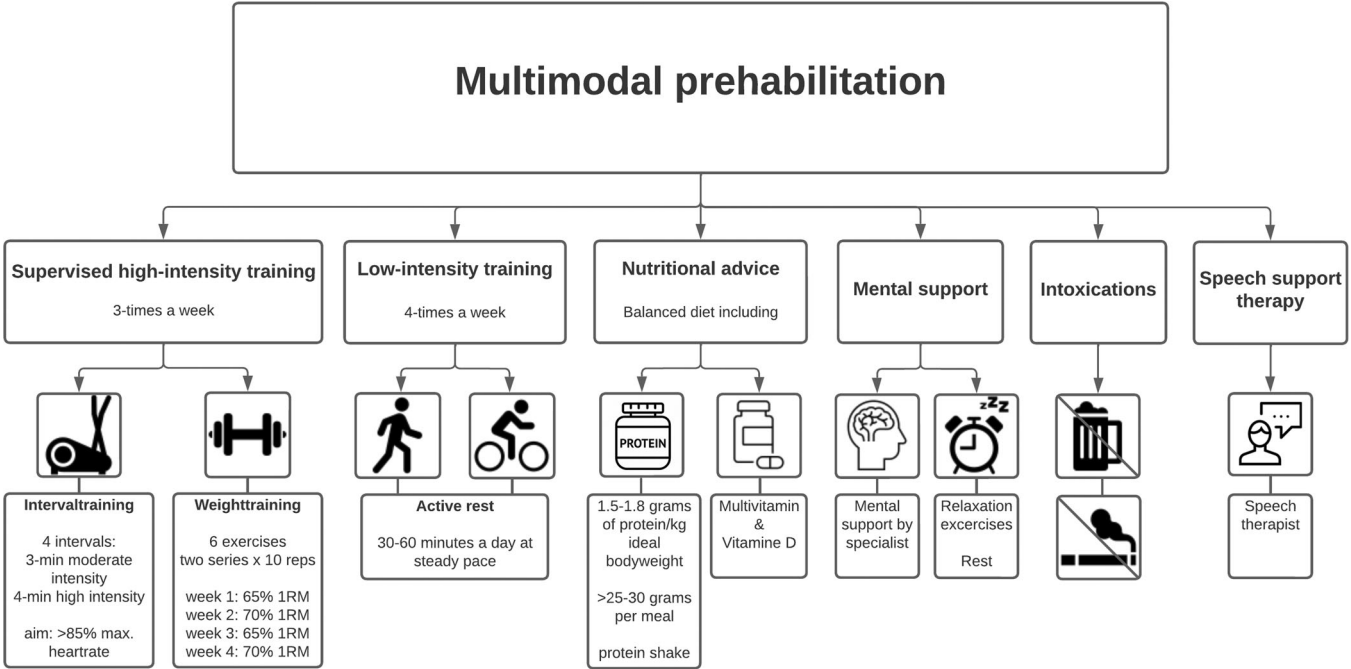 Multimodal prehabilitation
Supervised high-intensity training
3-times a week
Low-intensity training
4-times a week
Nutritional advice
Balanced diet including
Mental support
Intoxications
Speech support
therapy
PROTEIN
zZZ
...
Intervaltraining
4 intervals:
3-min moderate
intensity
4-min high intensity
aim: >85% max.
heartrate
Weighttraining
6 exercises
two series x 10 reps
week 1: 65% 1RM
week 2: 70% 1RM
week 3: 65% 1RM
week 4: 70% 1RM
Active rest
30-60 minutes a day at
steady pace
1.5-1.8 grams
of protein/kg
ideal
bodyweight
>25-30 grams
per meal
protein shake
Multivitamin
&
Vitamine D
Mental
support by
specialist
Relaxation
excercises
Rest
Speech
therapist